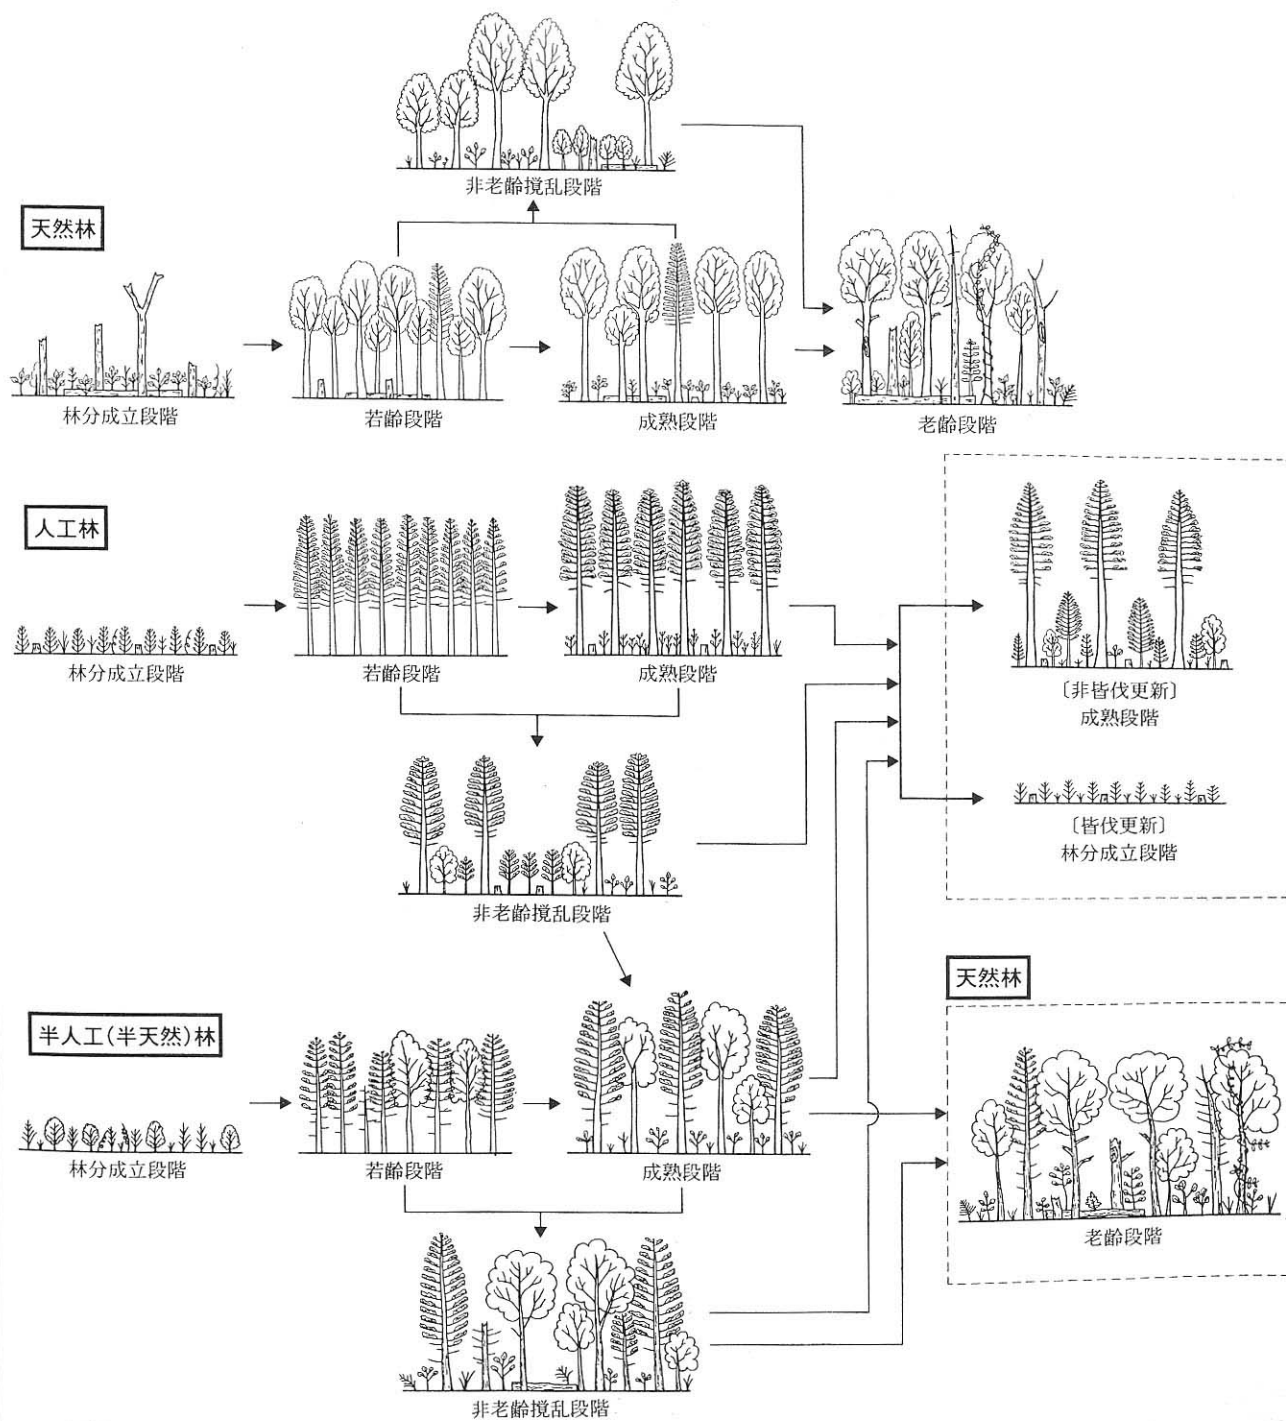 非老齢撹乱段階
天然林
林分成立段階
若齢段階
成熟段階
老齢段階
人工林
林分成立段階
若齢段階
成熟段階
〔非皆伐更新〕
成熟段階
〔皆伐更新〕
林分成立段階
非老齢撹乱段階
天然林
半人工(半天然)林
林分成立段階
若齢段階
成熟段階
老齢段階
非老齢撹乱段階